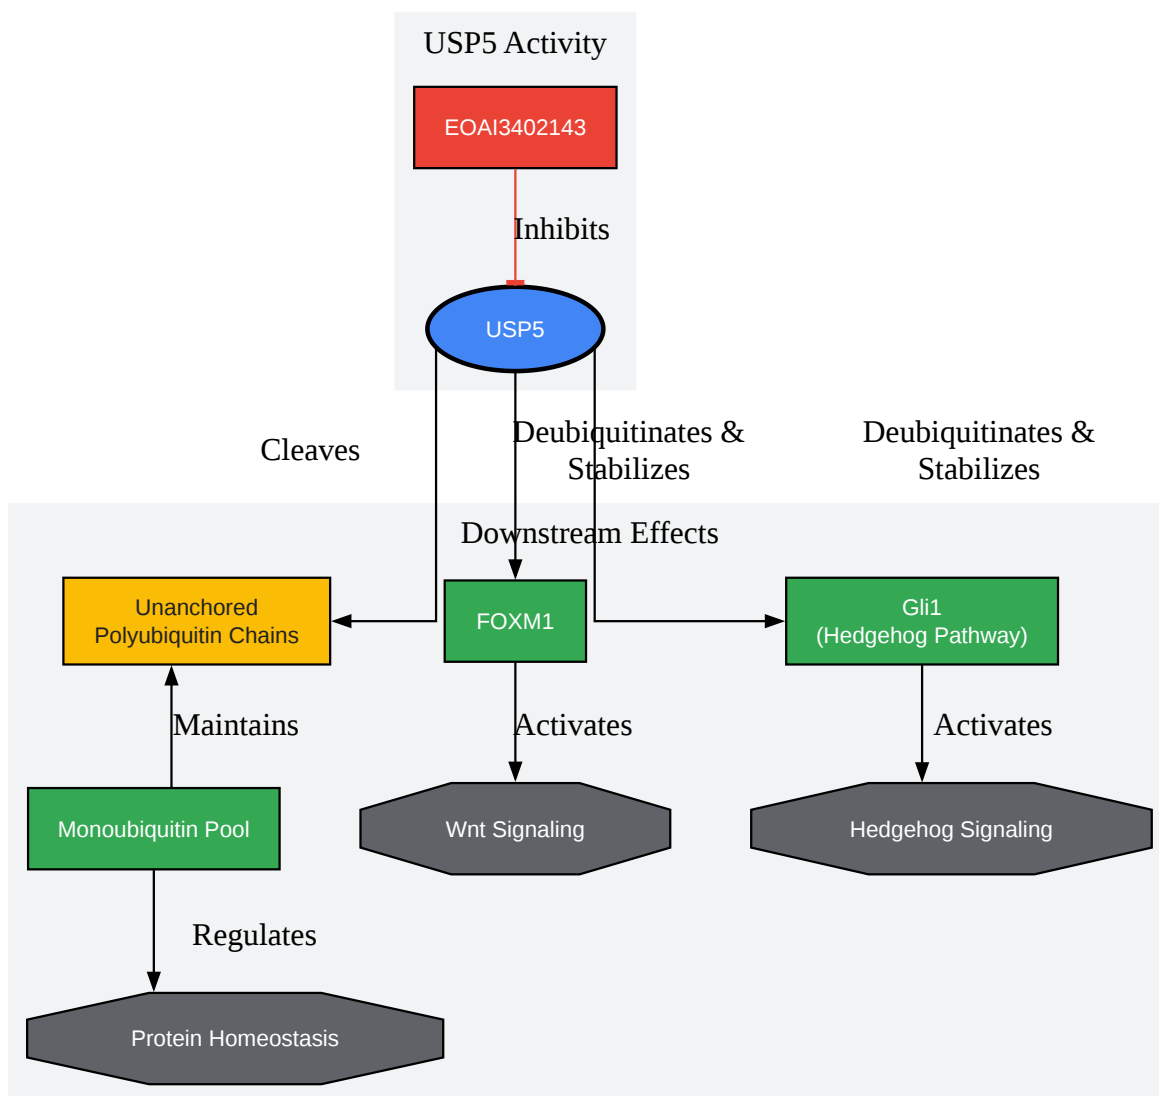 USP5 Activity
EOAI3402143
Inhibits
USP5
Cleaves
Deubiquitinates &
Stabilizes
Deubiquitinates &
Stabilizes
Downstream Effects
Unanchored
Polyubiquitin Chains
FOXM1
Gli1
(Hedgehog Pathway)
Maintains
Activates
Activates
Monoubiquitin Pool
Wnt Signaling
Hedgehog Signaling
Regulates
Protein Homeostasis